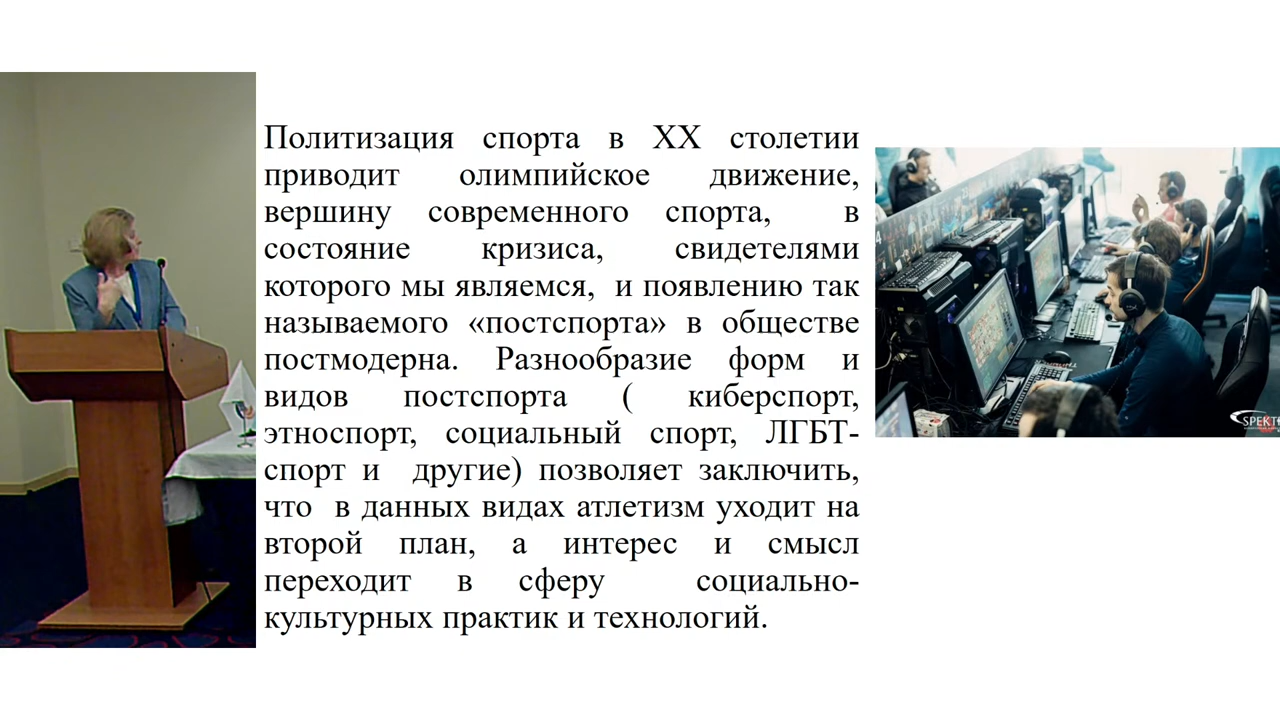 Политизация спорта в XX столетии
приводит олимпийское движение,
вершину современного спорта, в
состояние кризиса, свидетелями
которого мы являемся, и появлению так
называемого «постспорта» в обществе
постмодерна. Разнообразие форм и
видов постспорта ( киберспорт,
этноспорт, социальный спорт, ЛГБТ-
спорт и другие) позволяет заключить,
что в данных видах атлетизм уходит на
второй план, а интерес и смысл
переходит в сферу социально-
культурных практик и технологий.